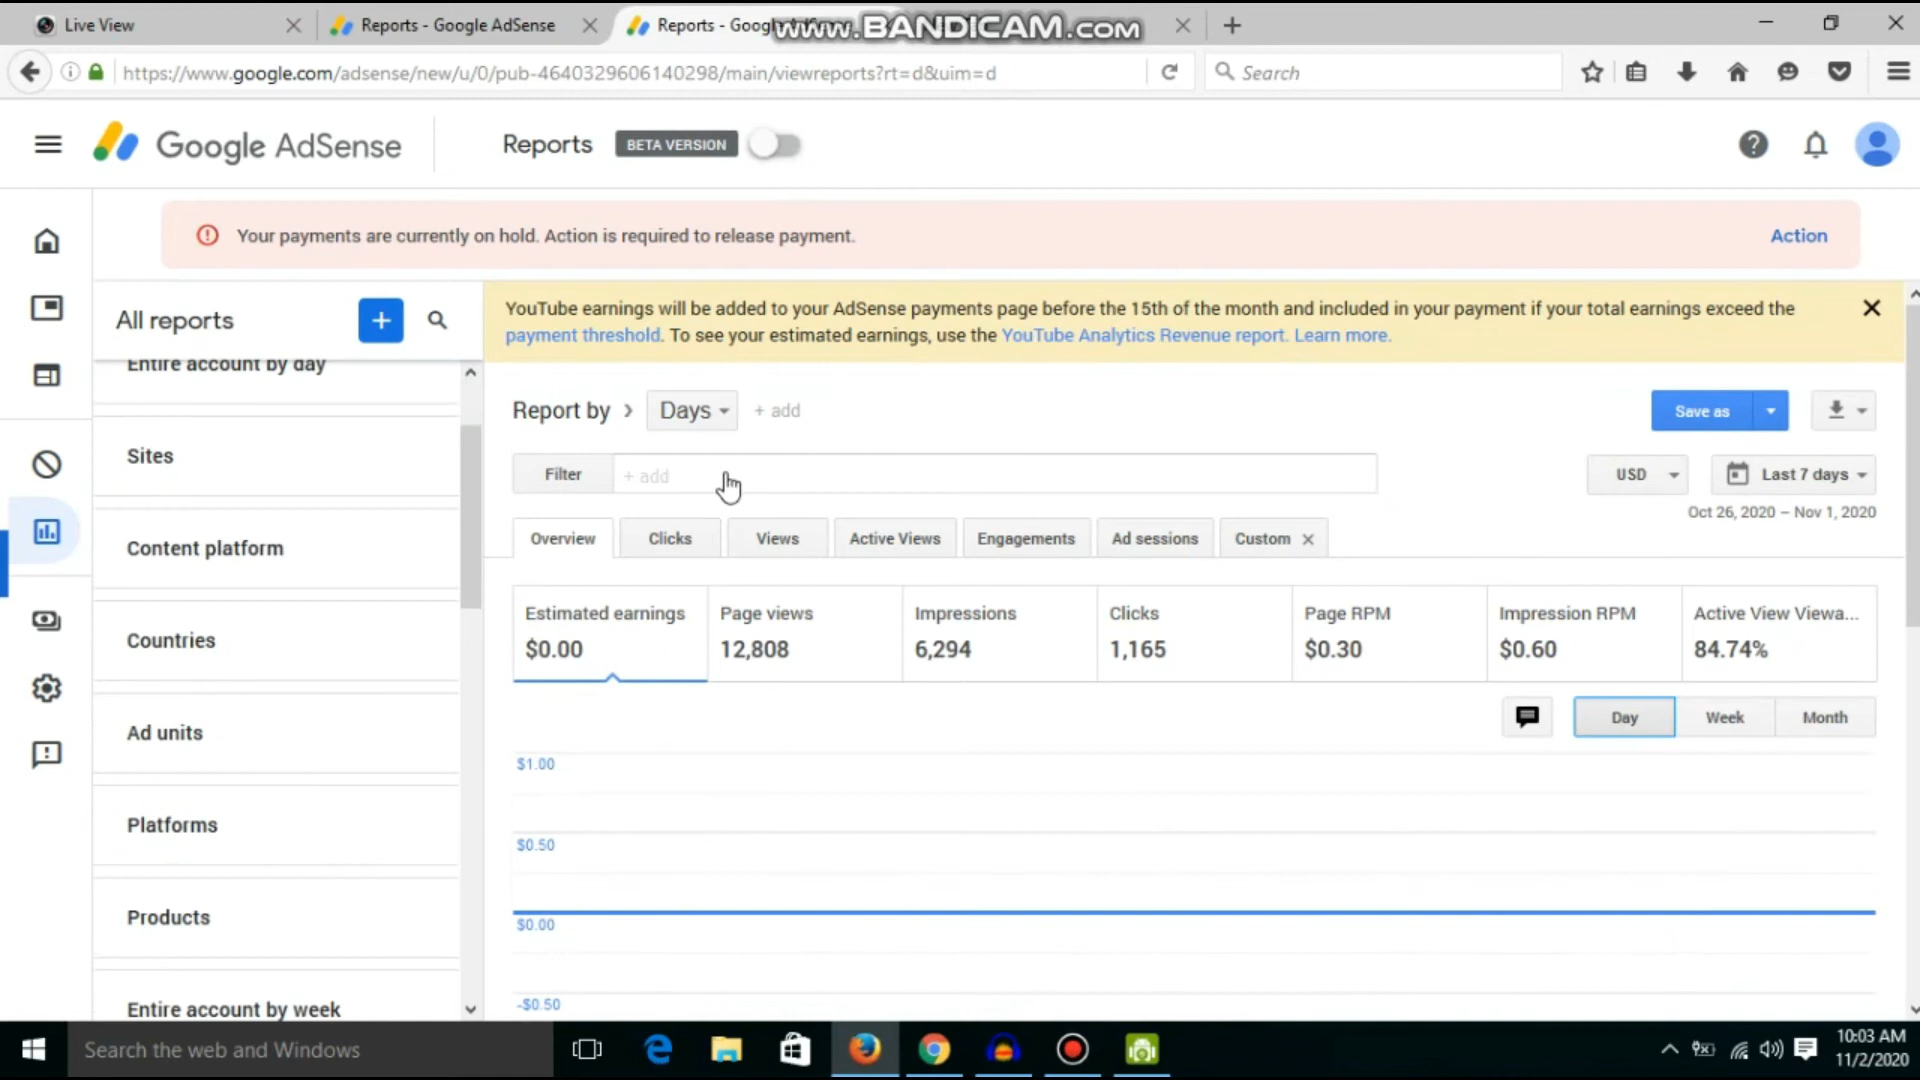 Live View
Reports - Google AdSense
Reports - Goog
www.BANDICAM.com
https://www.google.com/adsense/new/u/0/pub-4640329606140298/main/viewreports?rt=d&uim=d
Search
Google AdSense
Reports
BETA VERSION
Your payments are currently on hold. Action is required to release payment.
Action
All reports
Entire account by day
Sites
Content platform
Countries
Ad units
Platforms
Products
Entire account by week
YouTube earnings will be added to your AdSense payments page before the 15th of the month and included in your payment if your total earnings exceed the
payment threshold. To see your estimated earnings, use the YouTube Analytics Revenue report. Learn more.
Report by
Days
+ add
Save as
Filter
+ add
USD
Last 7 days
Oct 26, 2020 – Nov 1, 2020
Overview
Clicks
Views
Active Views
Engagements
Ad sessions
Custom
Estimated earnings
$0.00
Page views
12,808
Impressions
6,294
Clicks
1,165
Page RPM
$0.30
Impression RPM
$0.60
Active View Viewa...
84.74%
Day
Week
Month
$1.00
$0.50
$0.00
-$0.50
Search the web and Windows
10:03 AM
11/2/2020